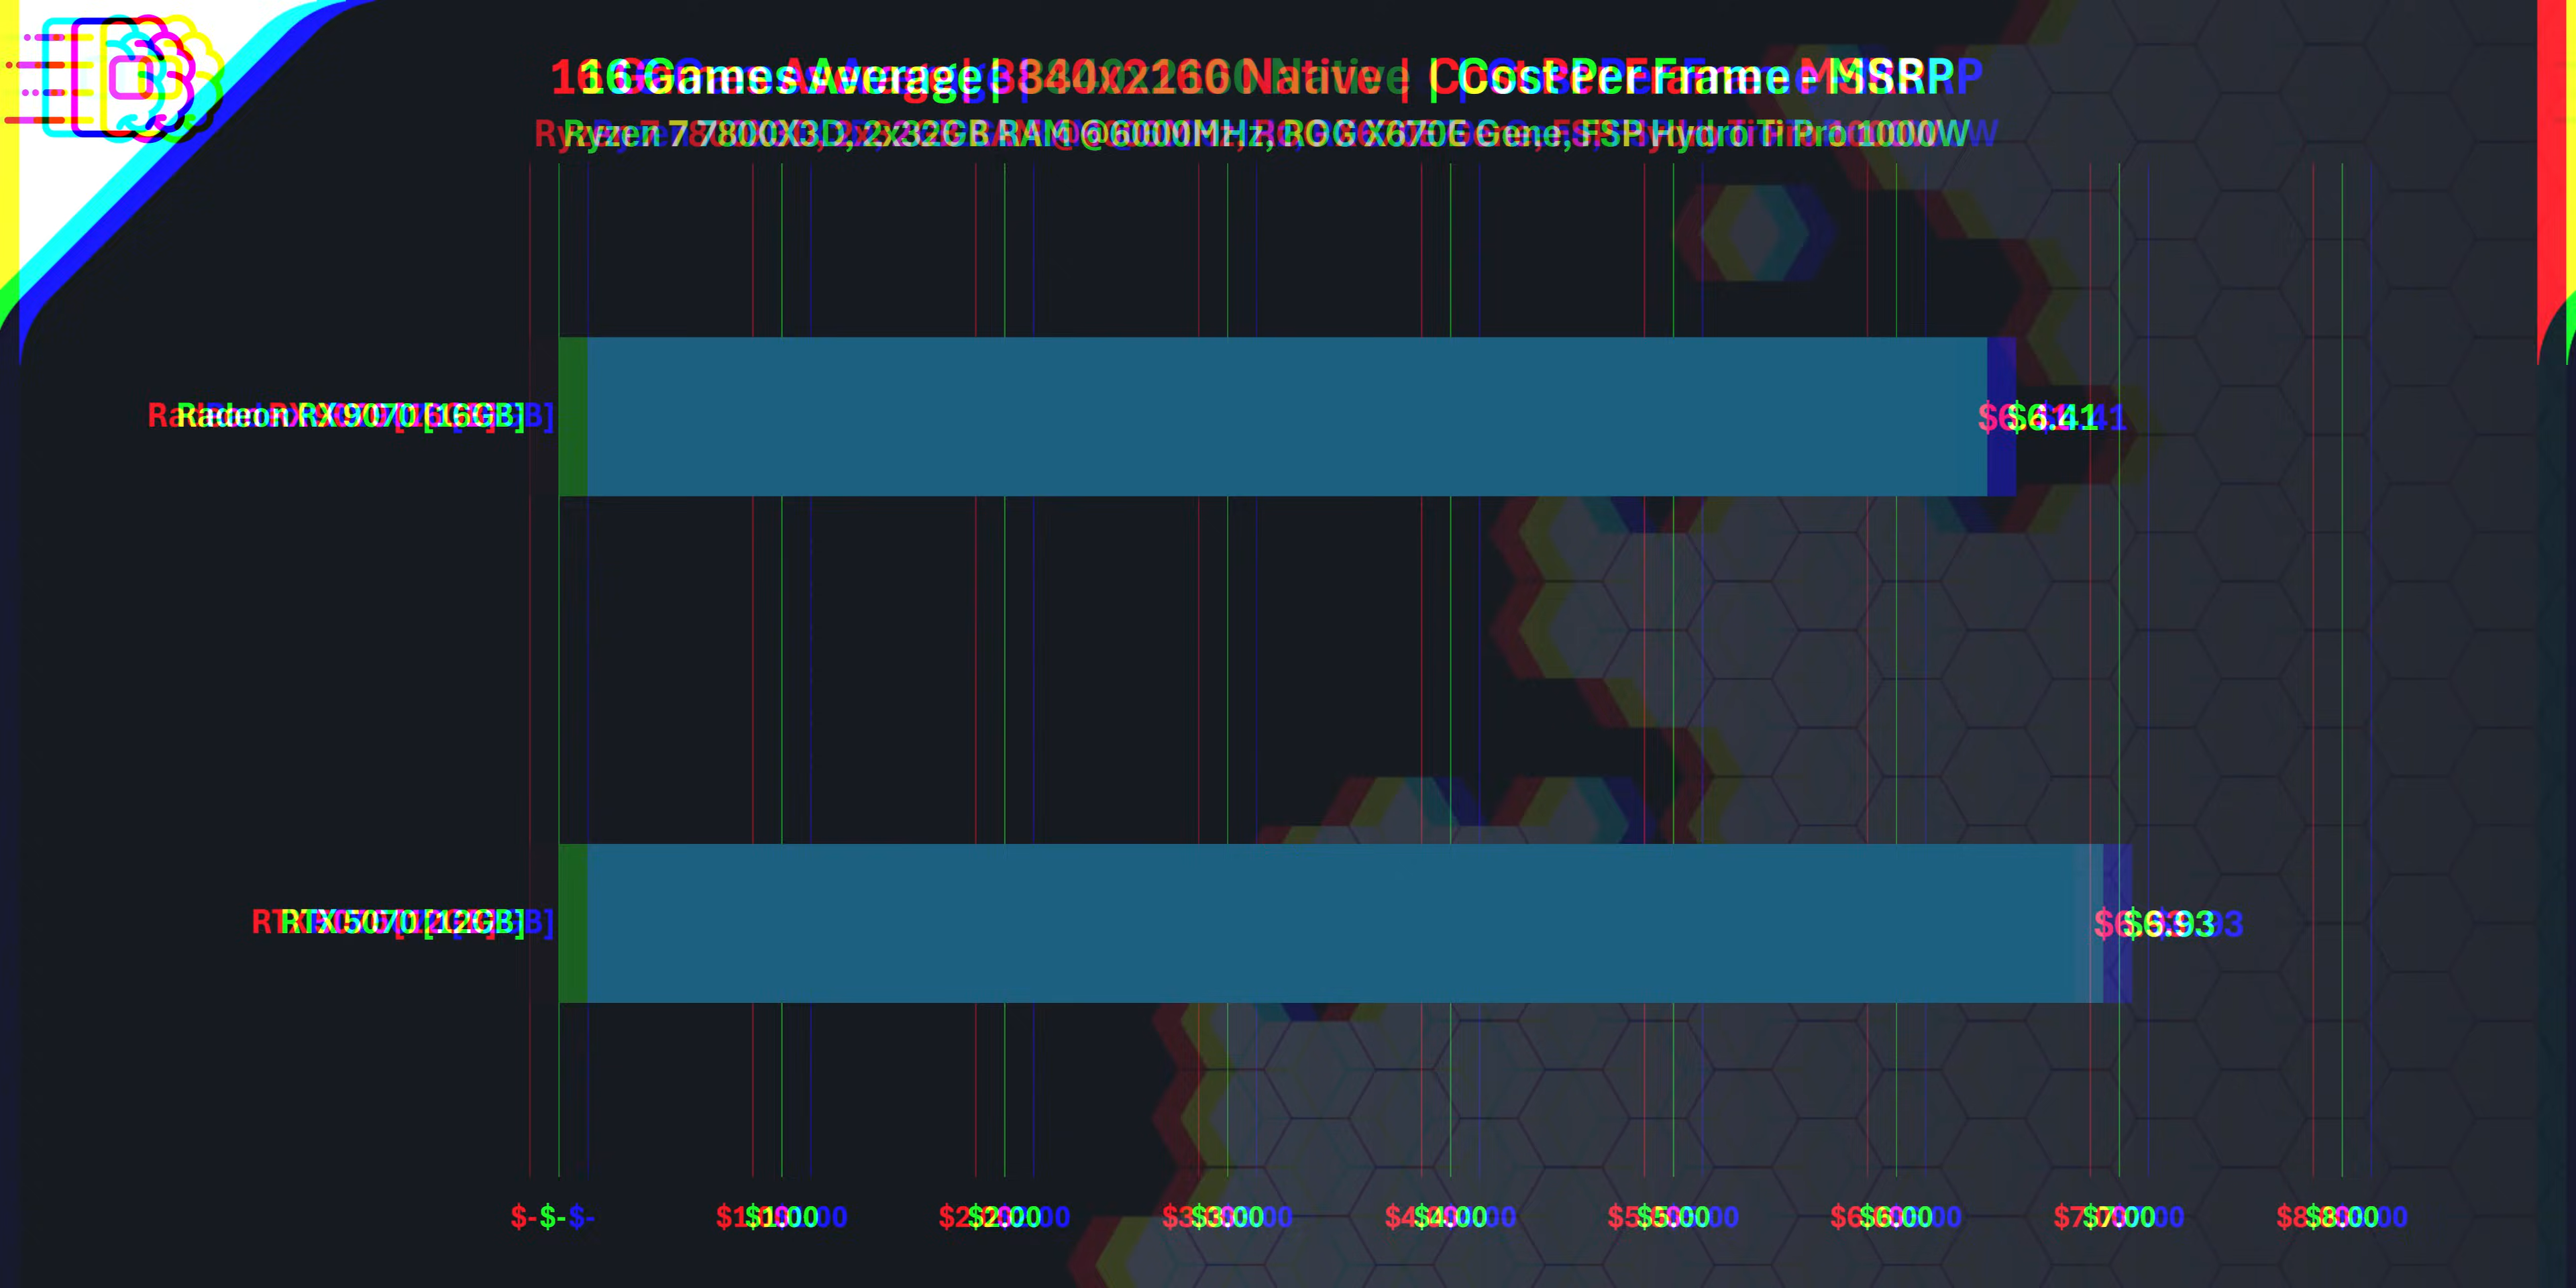 16 Games Average | 3840x2160 Native | Cost Per Frame - MSRP
Ryzen 7 7800X3D, 2x32GB RAM @6000MHz, ROG X670E Gene, FSP Hydro Ti Pro 1000W
Radeon RX 9070 [16GB]
$6.41
RTX 5070 [12GB]
$6.93
$- $1.00 $2.00 $3.00 $4.00 $5.00 $6.00 $7.00 $8.00